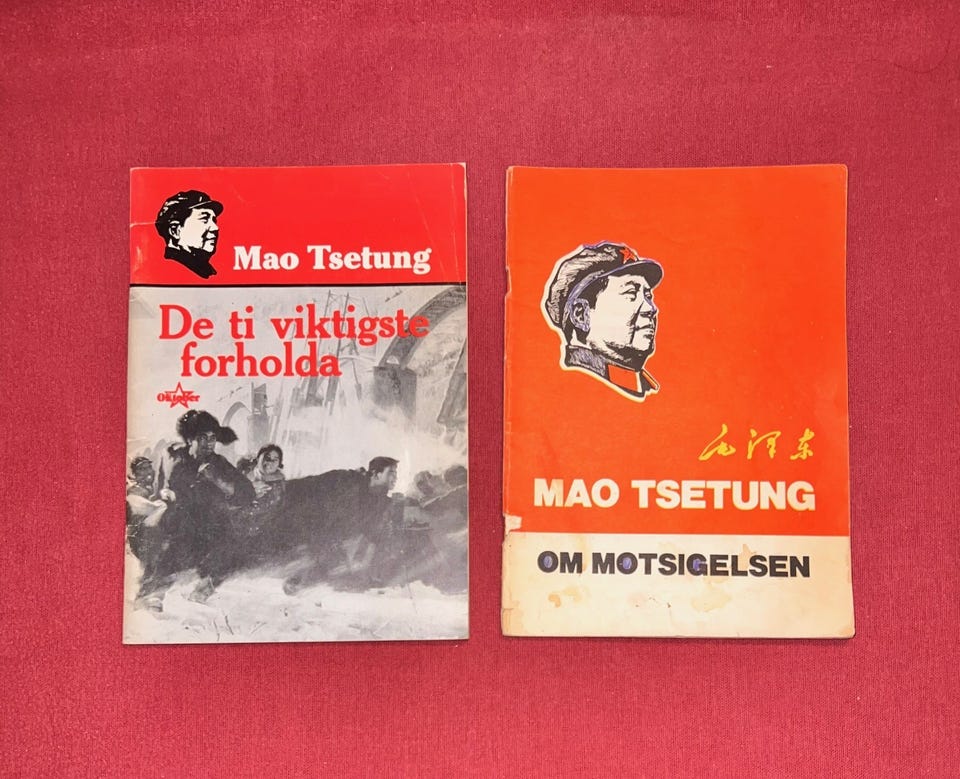 Mao Tsetung
De ti viktigste
forholda
Oktober
毛泽东
MAO TSETUNG
OM MOTSIGELSEN